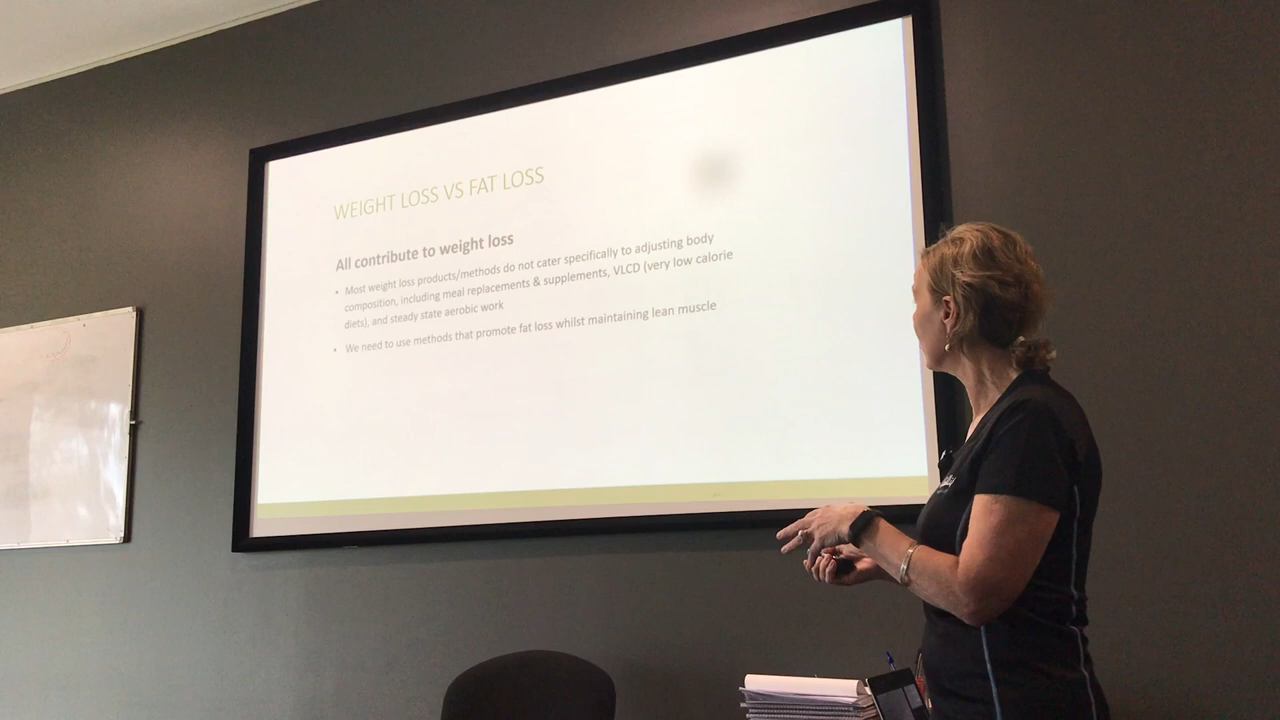 WEIGHT LOSS VS FAT LOSS
All contribute to weight loss
• Most weight loss products/methods do not cater specifically to adjusting body
composition, including meal replacements & supplements, VLCD (very low calorie
diets), and steady state aerobic work
• We need to use methods that promote fat loss whilst maintaining lean muscle